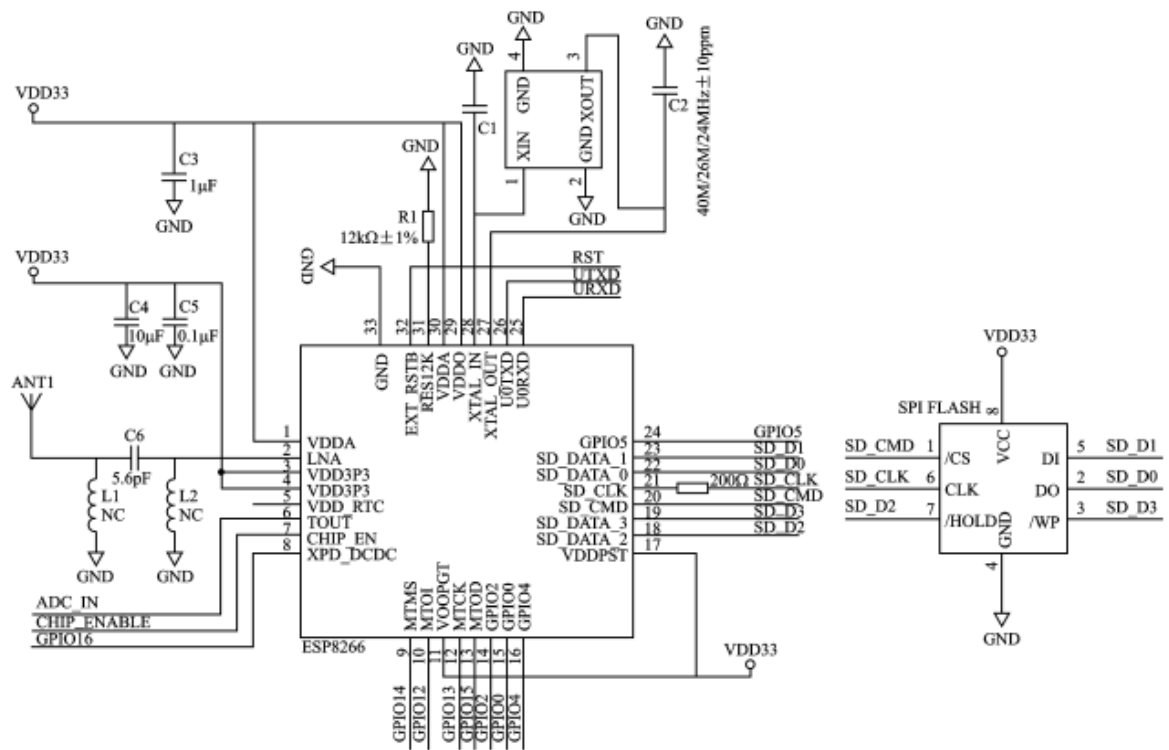 GND
4
3
GND
GND
VDD33
GND
XOUT
C1
XIN
GND
C2
40M/26M/24MHz±10ppm
C3
1μF
GND
GND
1
2
GND
R1
12kΩ±1%
VDD33
GND
RST
UTXD
URXD
C4
10μF
GND
C5
0.1μF
GND
33
32
31
30
29
28
27
26
25
GND
EXT_RSTB
RES12K
VDDA
VDDO
XTAL_IN
XTAL_OUT
U0TXD
U0RXD
ANT1
C6
5.6pF
L1
NC
L2
NC
GND
GND
1 VDDA
2 LNA
3 VDD3P3
4 VDD3P3
5 VDD_RTC
6 TOUT
7 CHIP_EN
8 XPD_DCDC
ADC_IN
CHIP_ENABLE
GPIO16
GPIO5 24 GPIO5
SD_DATA_1 23 SD_D1
SD_DATA_0 22 SD_D0
SD_CLK 21 200Ω SD_CLK
SD_CMD 20 SD_CMD
SD_DATA_3 19 SD_D3
SD_DATA_2 18 SD_D2
VDDPST 17
MTMS
MTOI
VOOPGT
MTCK
MTOD
GPIO2
GPIO0
GPIO4
ESP8266
9
10
11
12
13
14
15
16
GPIO14
GPIO12
GPIO13
GPIO15
GPIO2
GPIO0
GPIO4
VDD33
VDD33
SPI FLASH
8
VCC
SD_CMD 1 /CS
DI 5 SD_D1
SD_CLK 6 CLK
DO 2 SD_D0
SD_D2 7 /HOLD
/WP 3 SD_D3
GND
4
GND